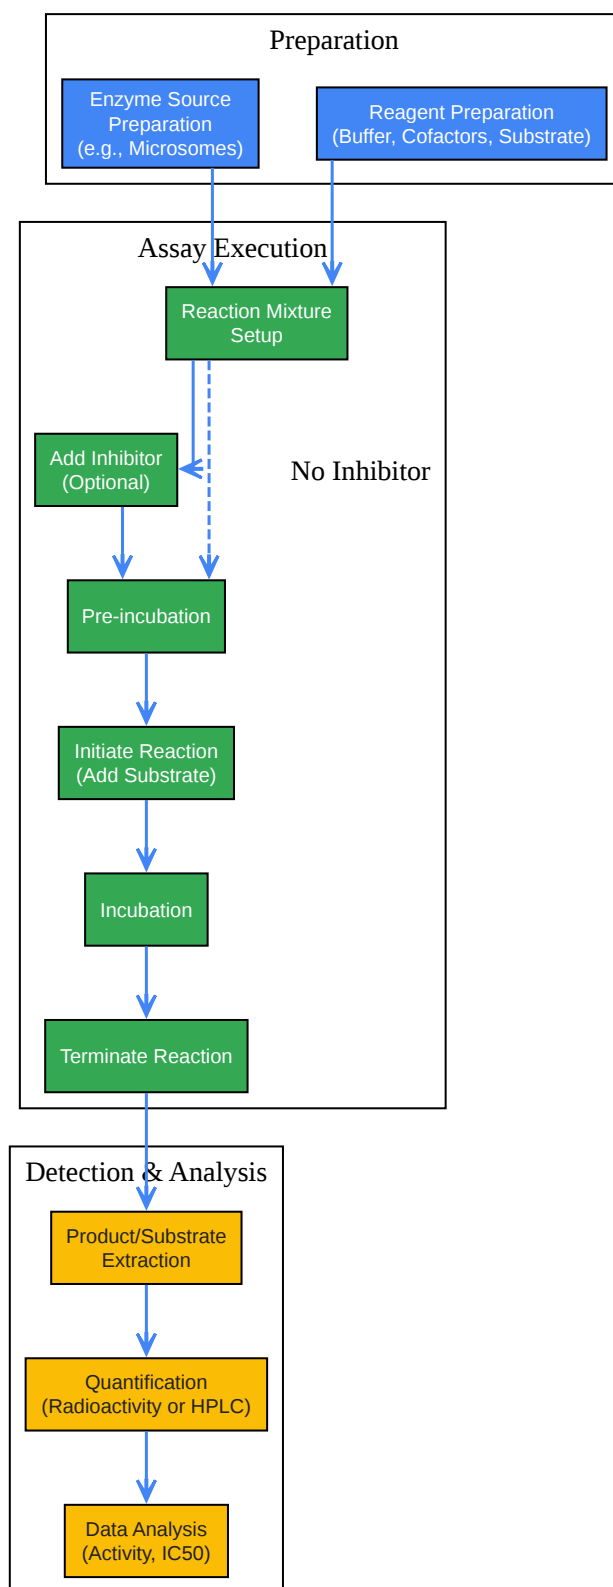 Preparation
Enzyme Source
Preparation
(e.g., Microsomes)
Reagent Preparation
(Buffer, Cofactors, Substrate)
Assay Execution
Reaction Mixture
Setup
Add Inhibitor
(Optional)
No Inhibitor
Pre-incubation
Initiate Reaction
(Add Substrate)
Incubation
Terminate Reaction
Detection & Analysis
Product/Substrate
Extraction
Quantification
(Radioactivity or HPLC)
Data Analysis
(Activity, IC50)